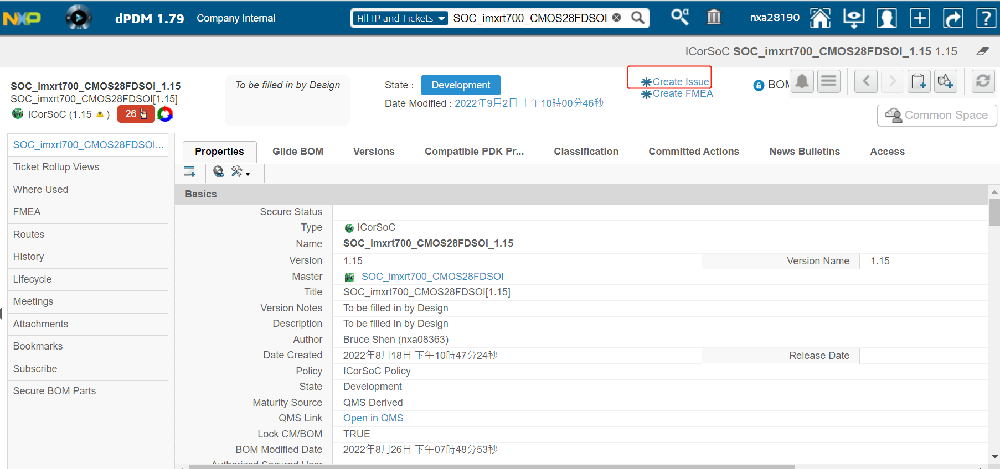 NXP dPDM 1.79 Company Internal All IP and Tickets SOC_imxrt700_CMOS28FDSOI_ α nxa28190 ?
ICorSoC SOC_imxrt700_CMOS28FDSOI_1.15 1.15
SOC_imxrt700_CMOS28FDSOI_1.15
SOC_imxrt700_CMOS28FDSOI[1.15]
ICorSoC (1.15 ) 26
To be filled in by Design
State : Development
Date Modified : 2022年9月2日 上午10時00分46秒
Create Issue
Create FMEA
BOM
Common Space
SOC_imxrt700_CMOS28FDSOI...
Ticket Rollup Views
Where Used
FMEA
Routes
History
Lifecycle
Meetings
Attachments
Bookmarks
Subscribe
Secure BOM Parts
Properties Glide BOM Versions Compatible PDK Pr... Classification Committed Actions News Bulletins Access
Basics
Secure Status
Type ICorSoC
Name SOC_imxrt700_CMOS28FDSOI_1.15
Version 1.15 Version Name 1.15
Master SOC_imxrt700_CMOS28FDSOI
Title SOC_imxrt700_CMOS28FDSOI[1.15]
Version Notes To be filled in by Design
Description To be filled in by Design
Author Bruce Shen (nxa08363)
Date Created 2022年8月18日 下午10時47分24秒 Release Date
Policy ICorSoC Policy
State Development
Maturity Source QMS Derived
QMS Link Open in QMS
Lock CM/BOM TRUE
BOM Modified Date 2022年8月26日 下午07時48分53秒
Authorized Secured User